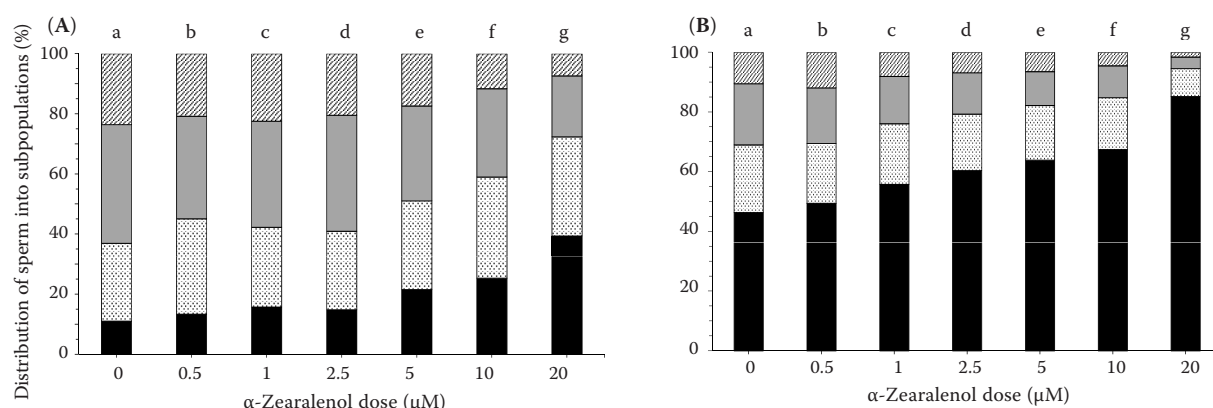 (A)
a b c d e f g
Distribution of sperm into subpopulations (%)
100
80
60
40
20
0
0 0.5 1 2.5 5 10 20
α-Zearalenol dose (µM)
(B)
a b c d e f g
100
80
60
40
20
0
0 0.5 1 2.5 5 10 20
α-Zearalenol dose (µM)